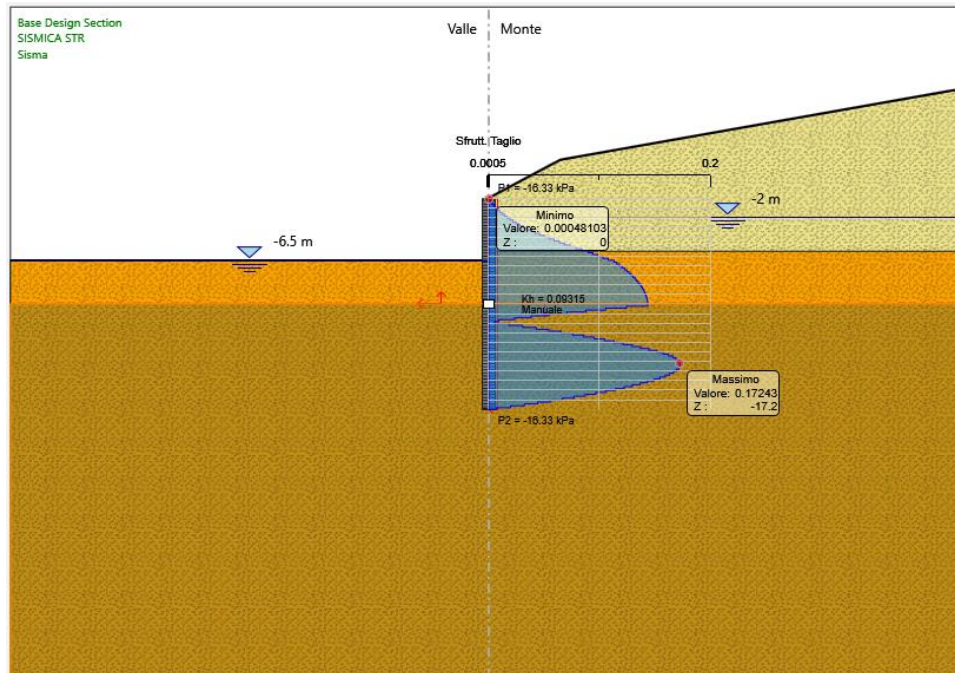 Base Design Section
SISMICA STR
Sisma
Valle
Monte
Sfrutt. Taglio
0.0005
0.2
P1 = -16.33 kPa
-2 m
Minimo
Valore: 0.00048103
Z : 0
-6.5 m
Kh = 0.09315
Manuale
Massimo
Valore: 0.17243
Z : -17.2
P2 = -16.33 kPa